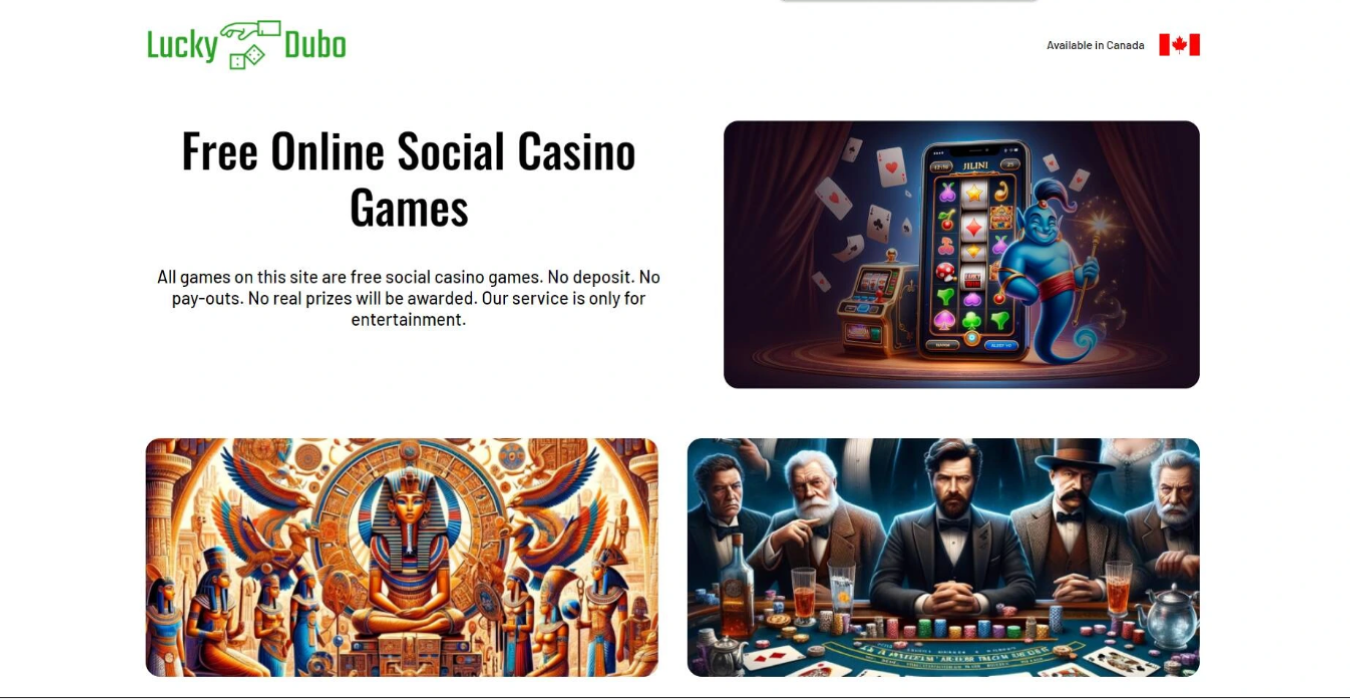 Lucky Dubo
Available in Canada
Free Online Social Casino
Games
All games on this site are free social casino games. No deposit. No
pay-outs. No real prizes will be awarded. Our service is only for
entertainment.
JILINI